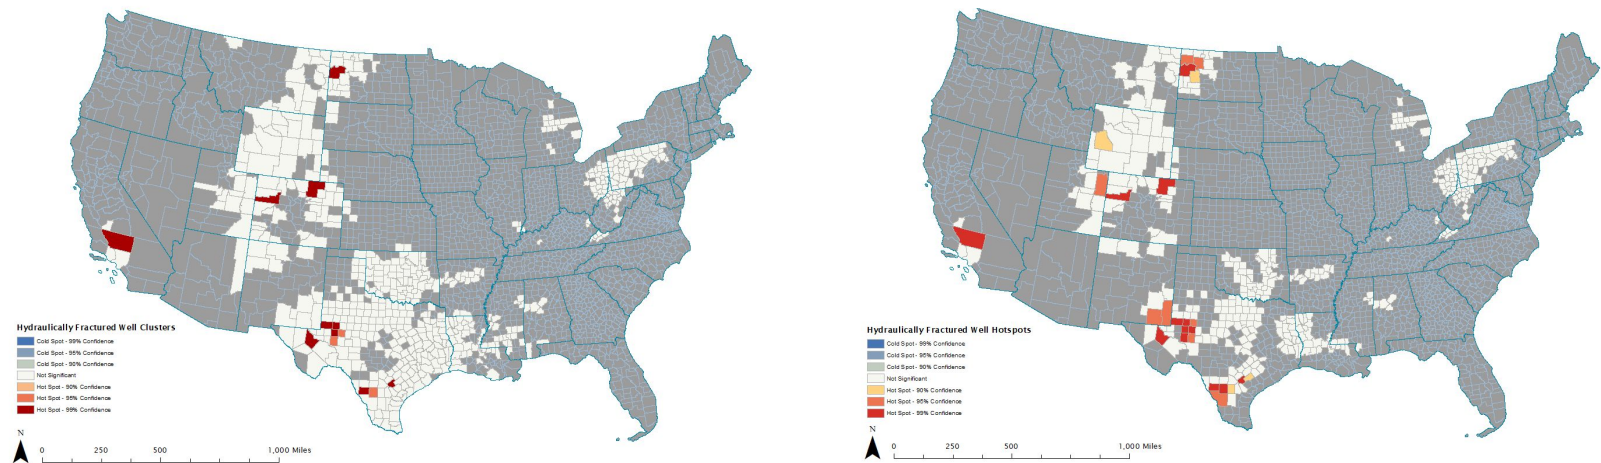 Hydraulically Fractured Well Clusters
Cold Spot - 99% Confidence
Cold Spot - 95% Confidence
Cold Spot - 90% Confidence
Not Significant
Hot Spot - 90% Confidence
Hot Spot - 95% Confidence
Hot Spot - 99% Confidence
N
0 250 500 1,000 Miles
Hydraulically Fractured Well Hotspots
Cold Spot - 99% Confidence
Cold Spot - 95% Confidence
Cold Spot - 90% Confidence
Not Significant
Hot Spot - 90% Confidence
Hot Spot - 95% Confidence
Hot Spot - 99% Confidence
N
0 250 500 1,000 Miles